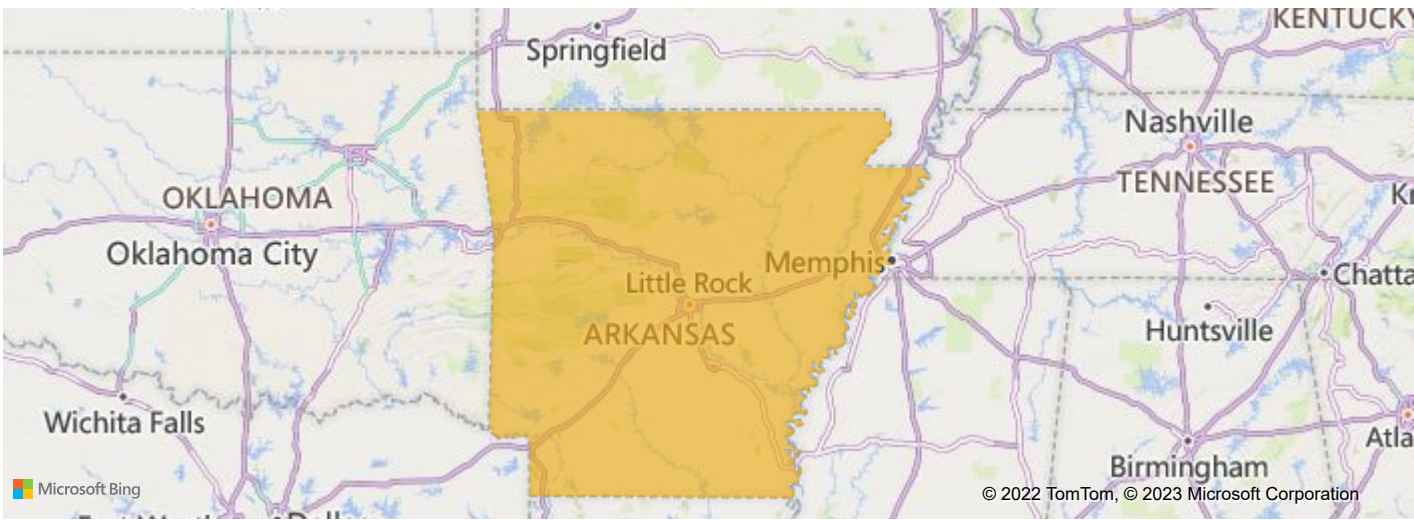 KENTUCKY
Springfield
Nashville
OKLAHOMA
TENNESSEE
Oklahoma City
Memphis
Little Rock
Chatta
ARKANSAS
Huntsville
Wichita Falls
Atla
Birmingham
Microsoft Bing
© 2022 TomTom, © 2023 Microsoft Corporation